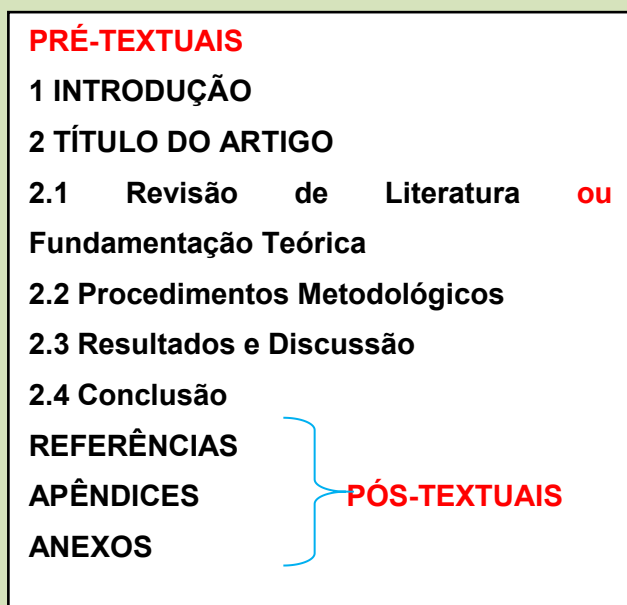 PRÉ-TEXTUAIS
1 INTRODUÇÃO
2 TÍTULO DO ARTIGO
2.1 Revisão de Literatura ou
Fundamentação Teórica
2.2 Procedimentos Metodológicos
2.3 Resultados e Discussão
2.4 Conclusão
REFERÊNCIAS
APÊNDICES PÓS-TEXTUAIS
ANEXOS